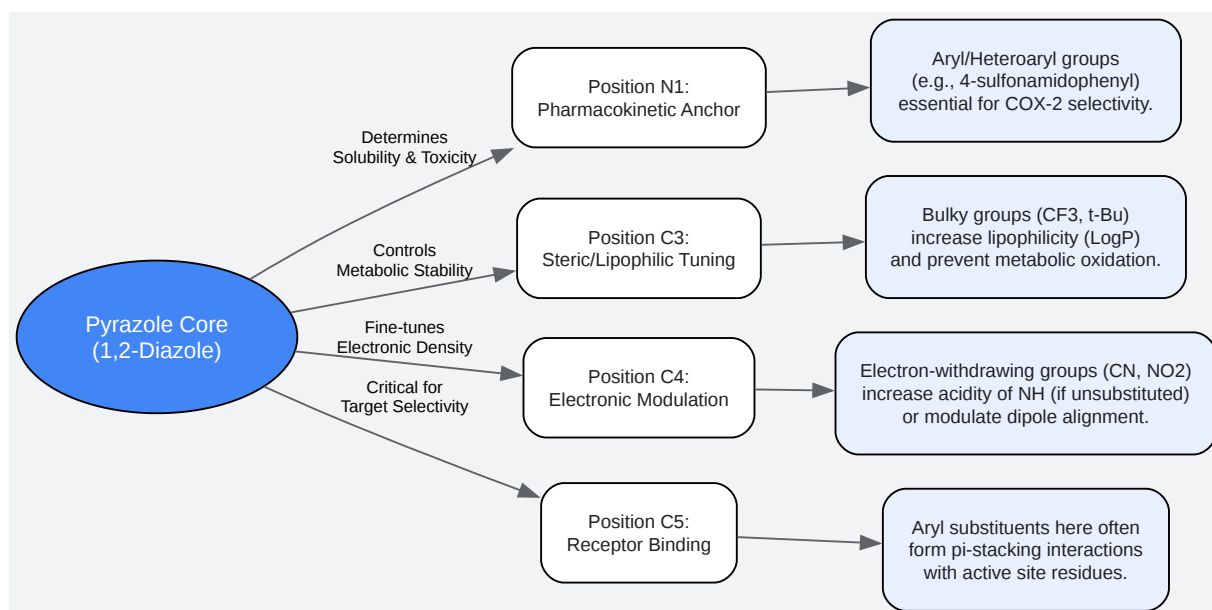 Pyrazole Core
(1,2-Diazole)
Determines
Solubility & Toxicity
Position N1:
Pharmacokinetic Anchor
Aryl/Heteroaryl groups
(e.g., 4-sulfonamidophenyl)
essential for COX-2 selectivity.
Controls
Metabolic Stability
Position C3:
Steric/Lipophilic Tuning
Bulky groups (CF3, t-Bu)
increase lipophilicity (LogP)
and prevent metabolic oxidation.
Fine-tunes
Electronic Density
Position C4:
Electronic Modulation
Electron-withdrawing groups (CN, NO2)
increase acidity of NH (if unsubstituted)
or modulate dipole alignment.
Critical for
Target Selectivity
Position C5:
Receptor Binding
Aryl substituents here often
form pi-stacking interactions
with active site residues.